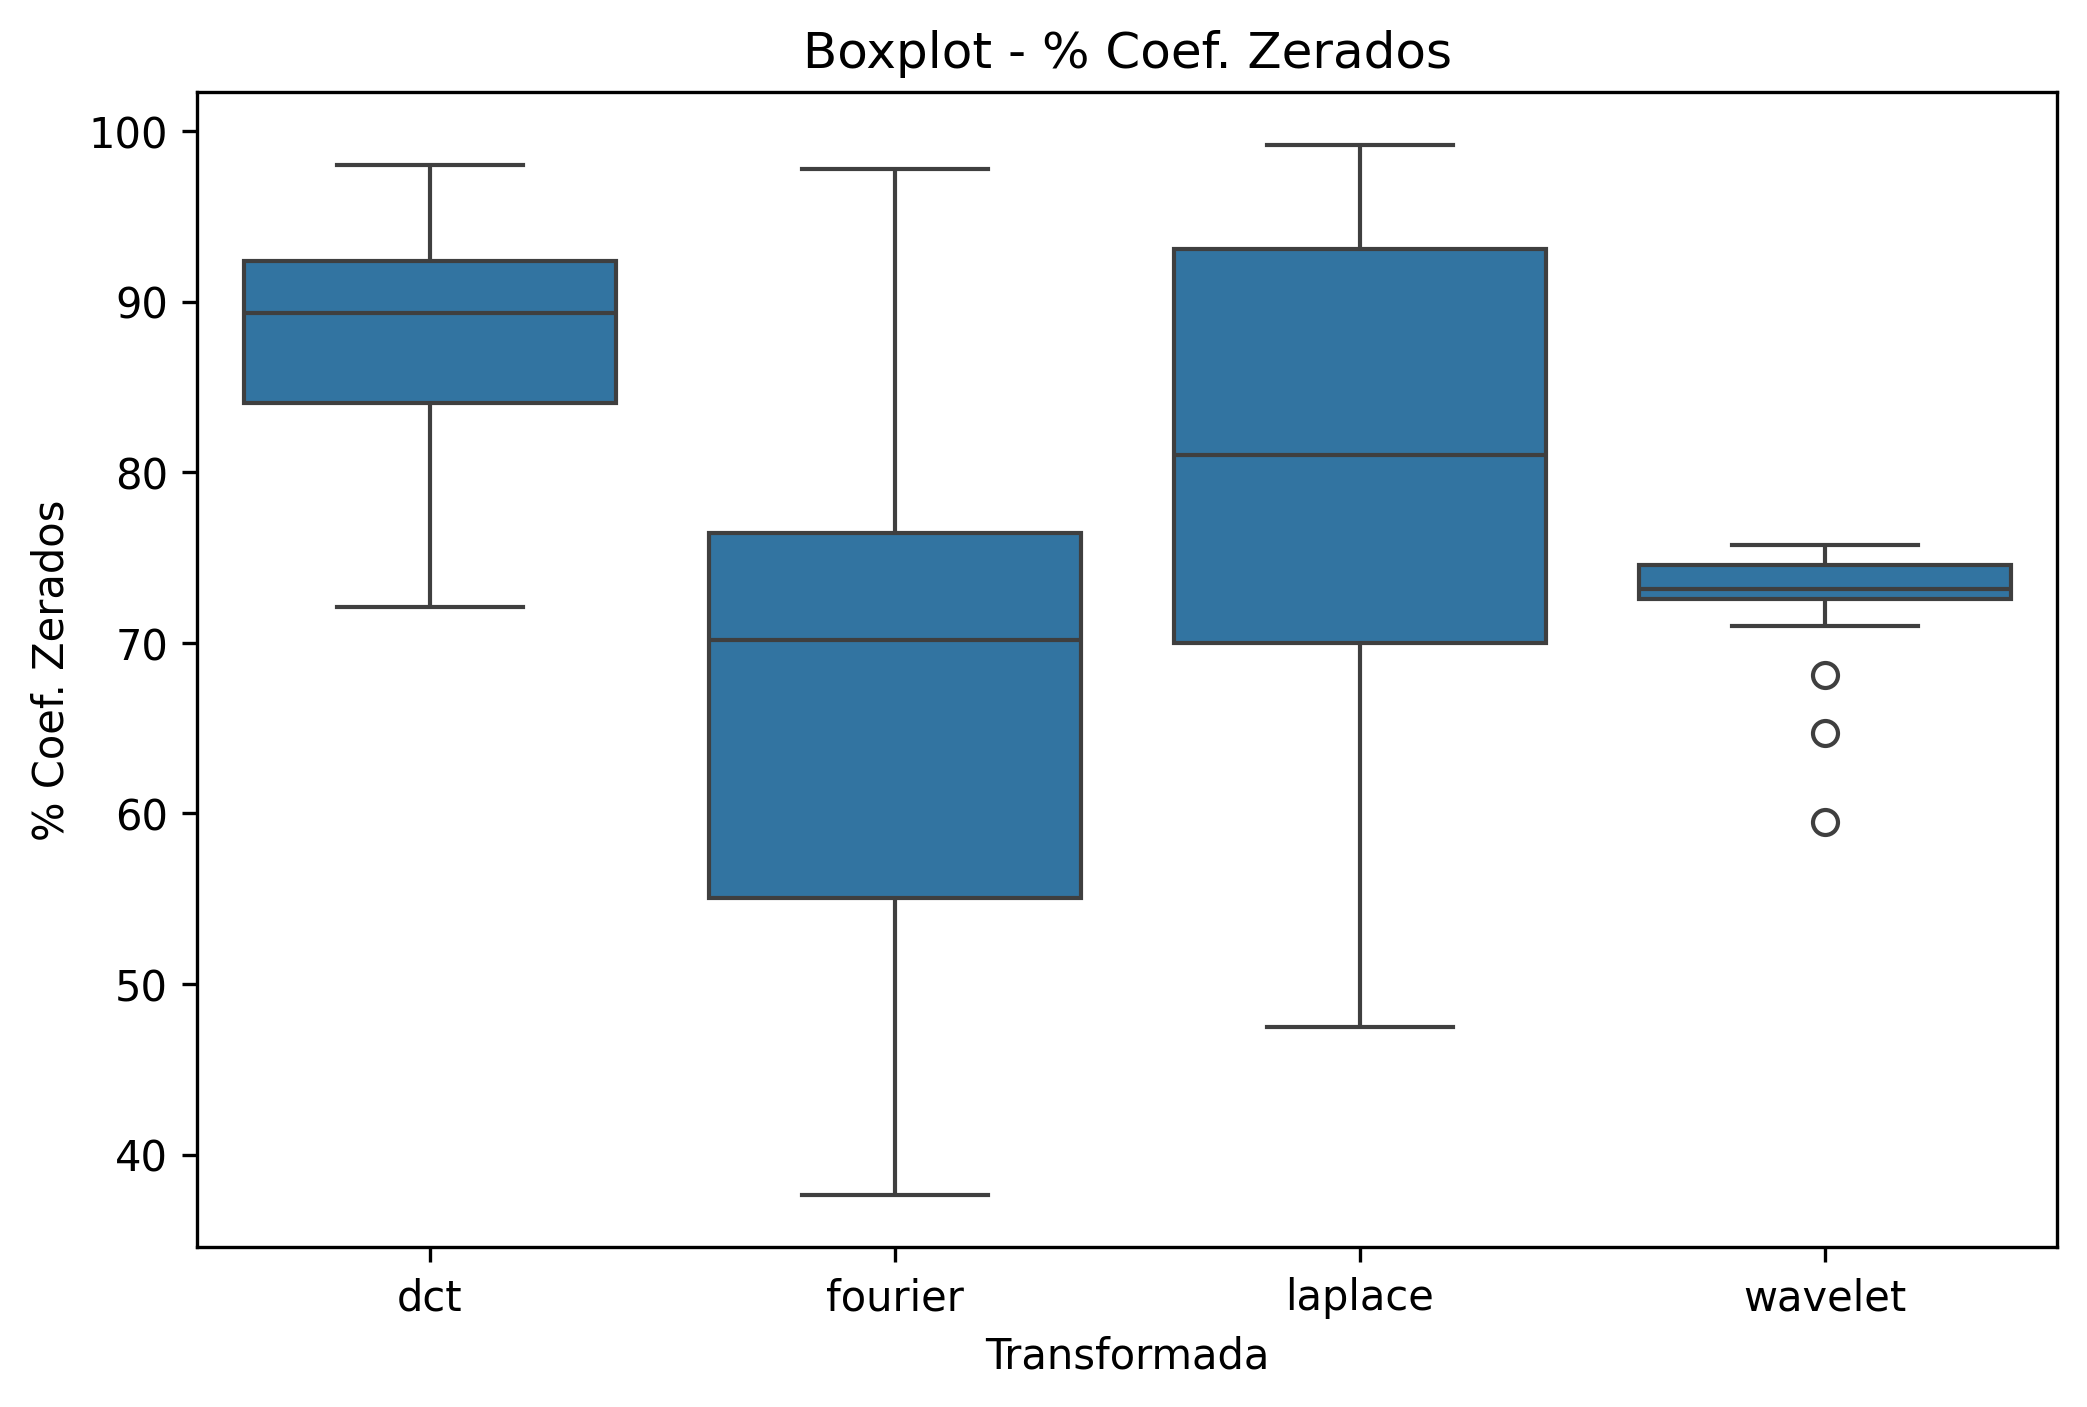 Boxplot - % Coef. Zerados
100
90
80
70
60
50
40
% Coef. Zerados
dct
fourier
laplace
wavelet
Transformada